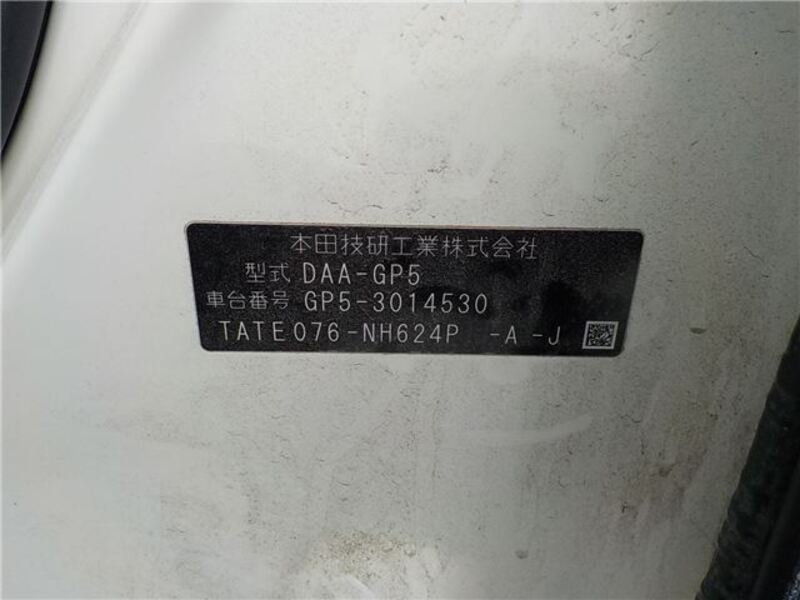 本田技研工業株式会社
型式 DAA-GP5
車台番号 GP5-3014530
TATE076-NH624P -A-J